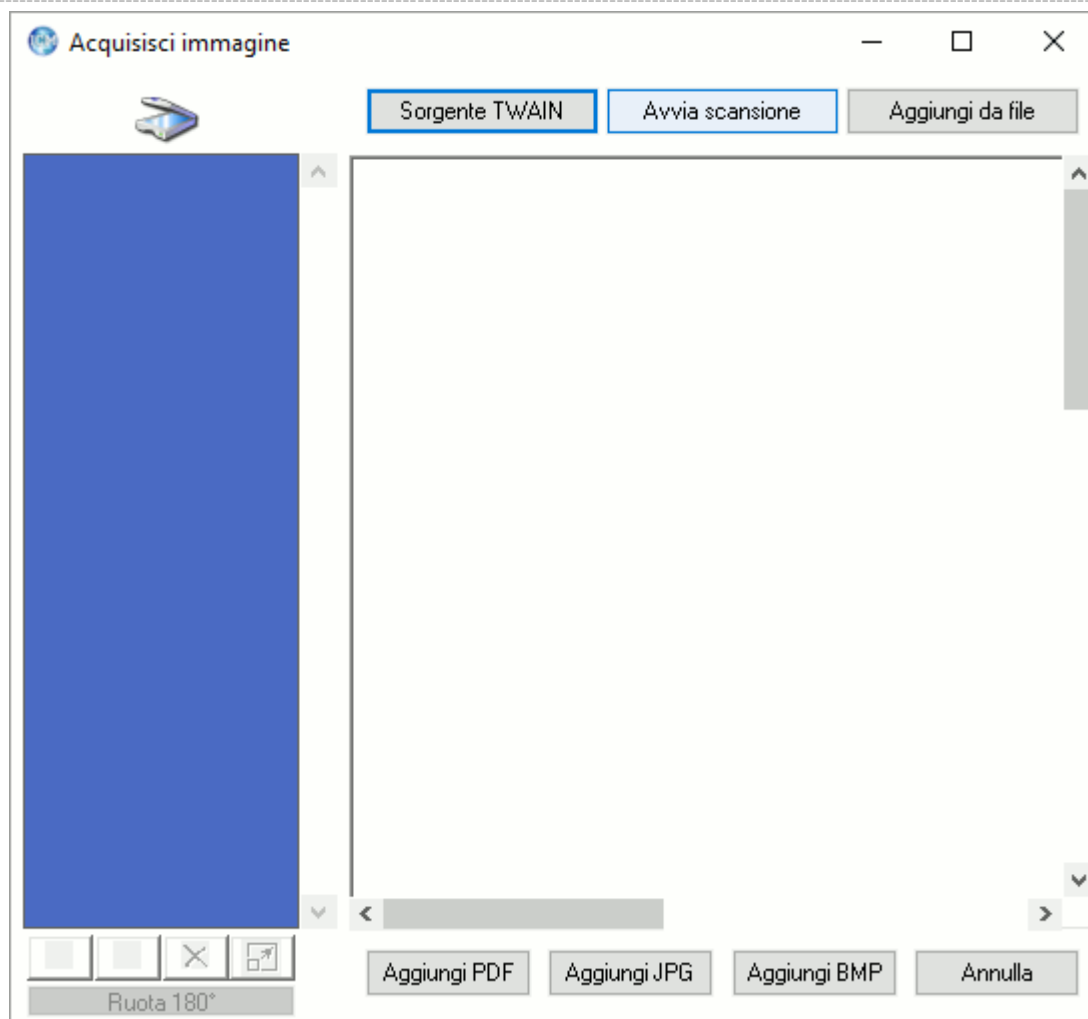 Acquisisci immagine
Sorgente TWAIN Avvia scansione Aggiungi da file
Aggiungi PDF Aggiungi JPG Aggiungi BMP Annulla
Ruota 180°